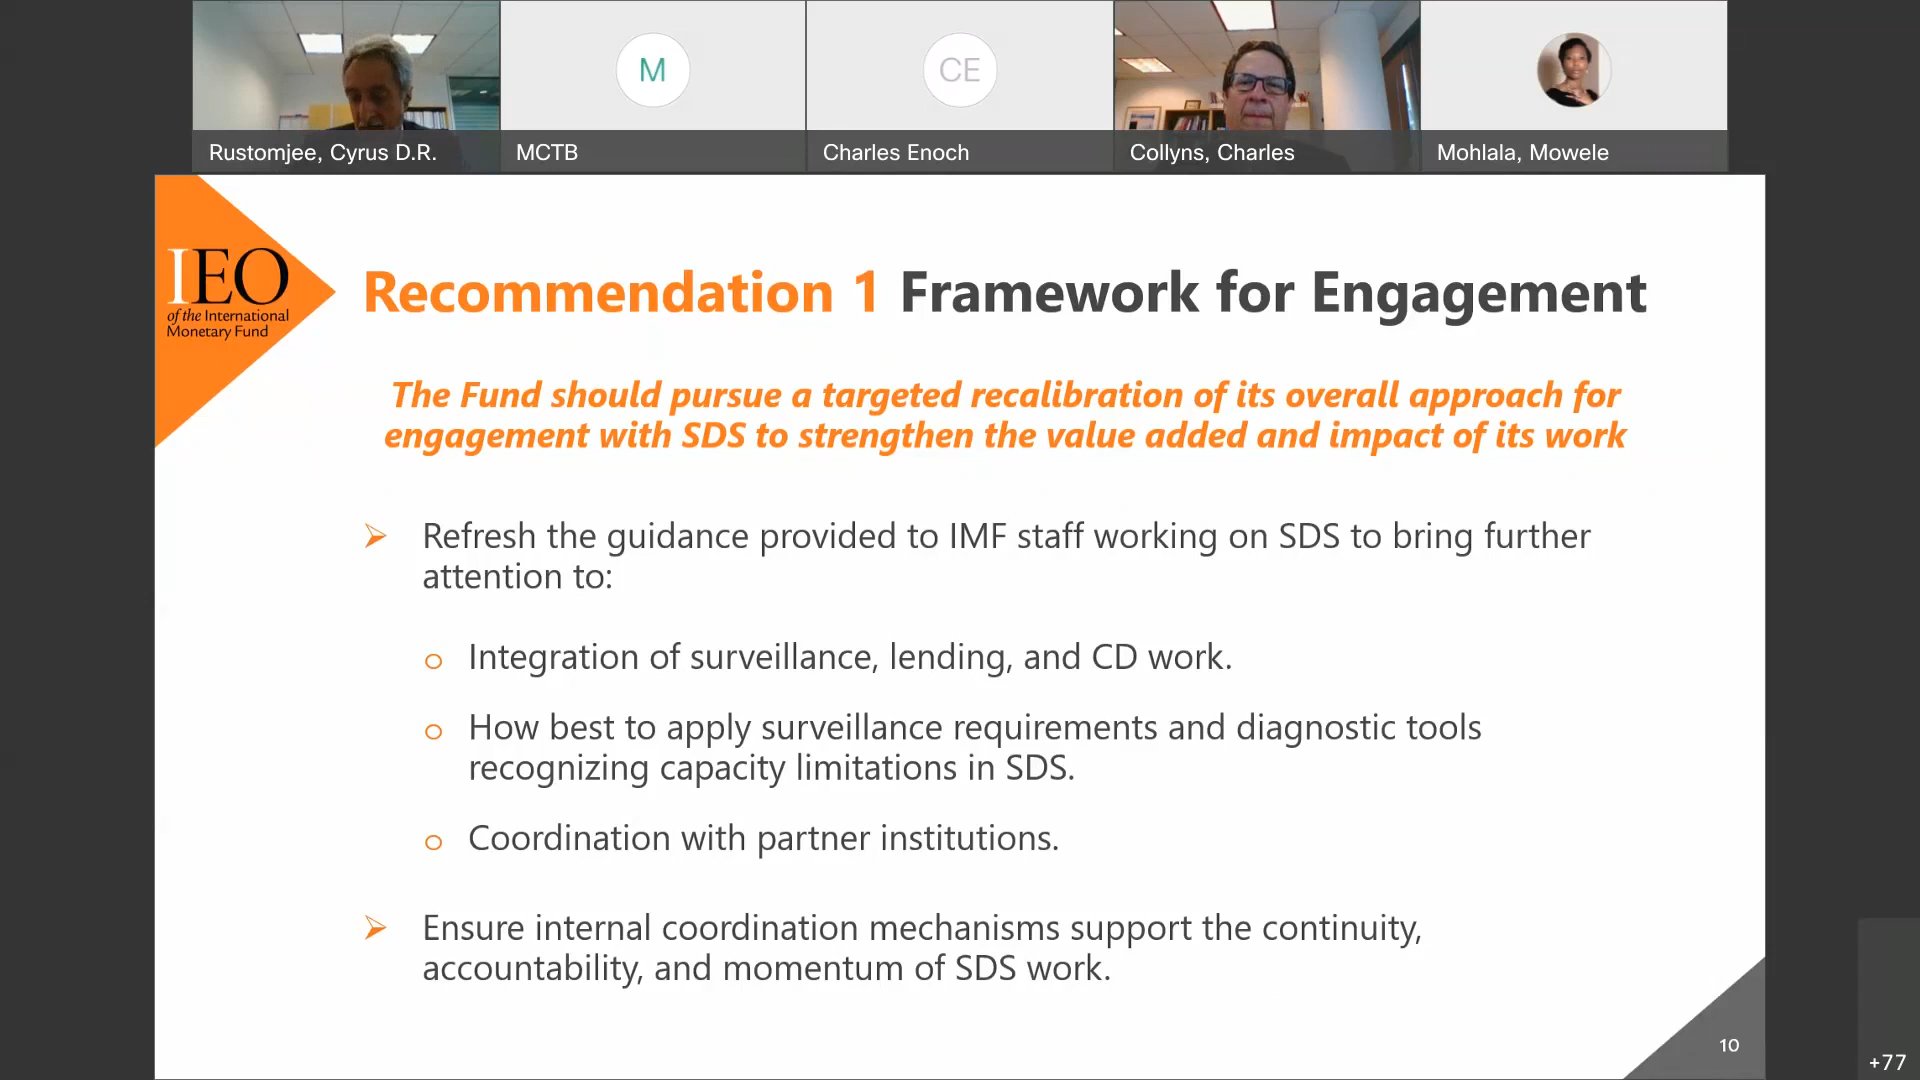 M
CE
Rustomjee, Cyrus D.R.
MCTB
Charles Enoch
Collyns, Charles
Mohlala, Mowele
IEO
of the International
Monetary Fund
Recommendation 1 Framework for Engagement
The Fund should pursue a targeted recalibration of its overall approach for
engagement with SDS to strengthen the value added and impact of its work
➢ Refresh the guidance provided to IMF staff working on SDS to bring further
attention to:
o Integration of surveillance, lending, and CD work.
o How best to apply surveillance requirements and diagnostic tools
recognizing capacity limitations in SDS.
o Coordination with partner institutions.
➢ Ensure internal coordination mechanisms support the continuity,
accountability, and momentum of SDS work.
10
+77